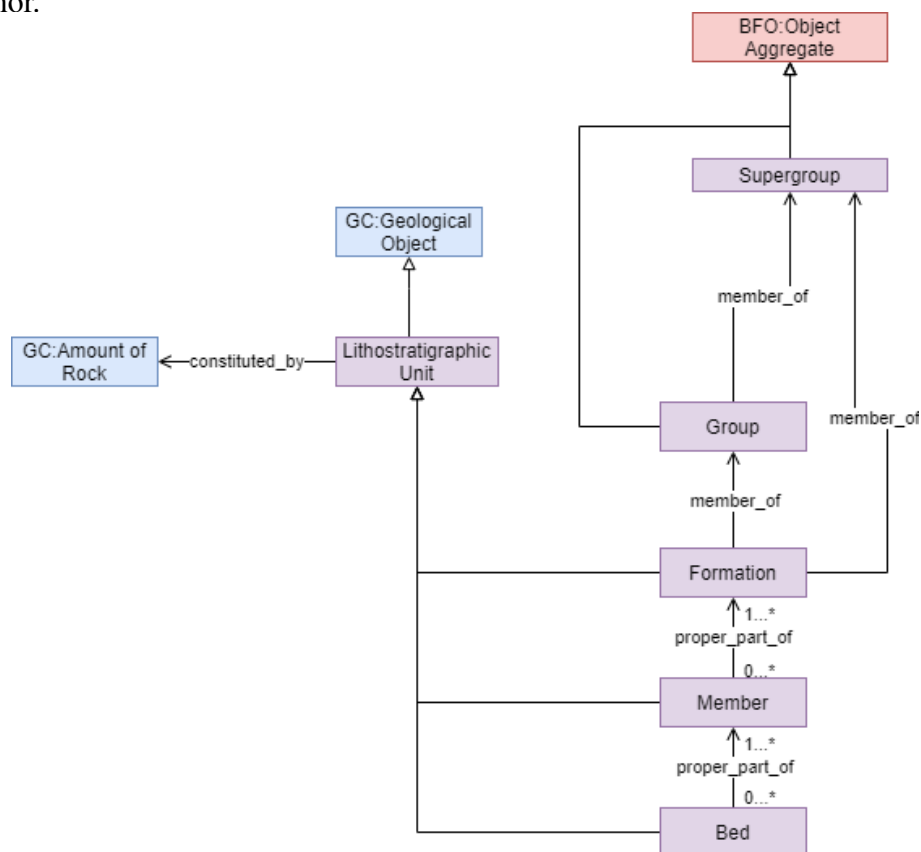 nor.
BFO:Object
Aggregate
Supergroup
GC:Geological
Object
member_of
GC:Amount of
Rock
constituted_by
Lithostratigraphic
Unit
Group
member_of
member_of
Formation
1...*
proper_part_of
0...*
Member
1...*
proper_part_of
0...*
Bed